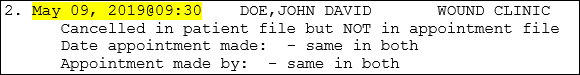 2. May 09, 2019@09:30    DOE,JOHN DAVID       WOUND CLINIC
      Cancelled in patient file but NOT in appointment file
      Date appointment made:  - same in both
      Appointment made by:  - same in both